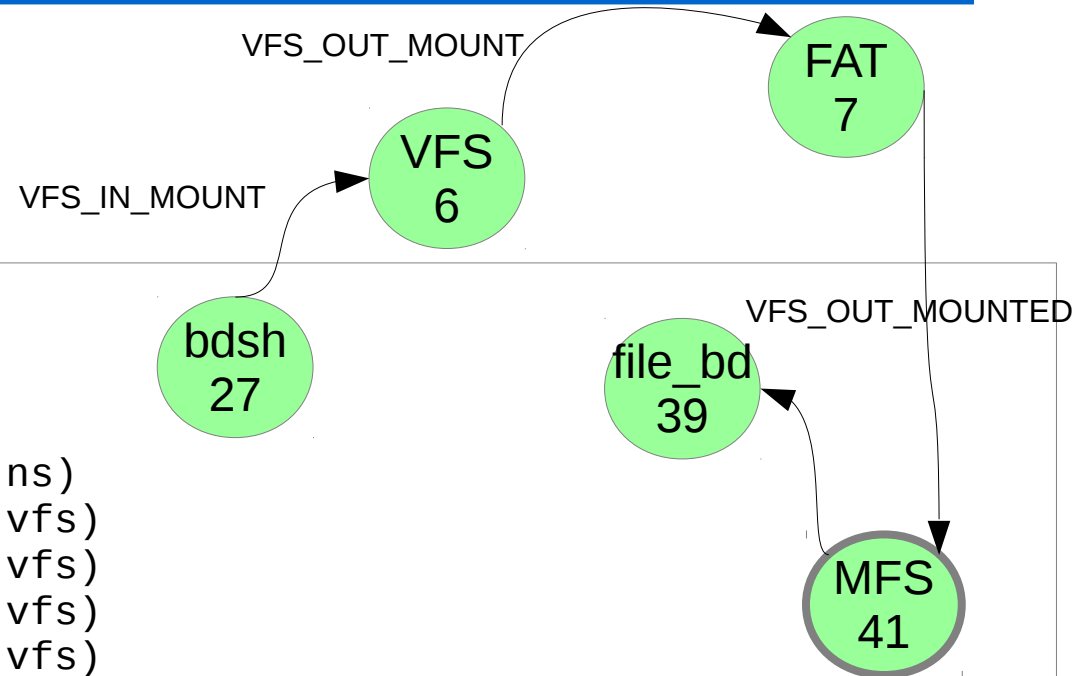 VFS_OUT_MOUNT
FAT
7
VFS
6
VFS_IN_MOUNT
VFS_OUT_MOUNTED
bdsh
27
file_bd
39
ns)
vfs)
vfs)
vfs)
vfs)
MFS
41